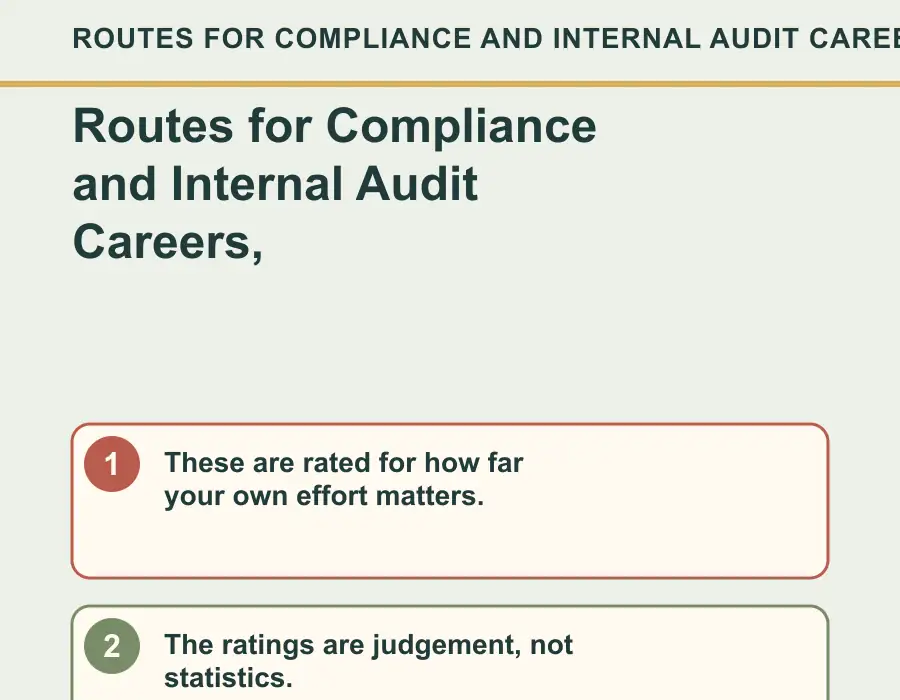 ROUTES FOR COMPLIANCE AND INTERNAL AUDIT
Routes for Compliance
and Internal Audit
Careers,
1
These are rated for how far
your own effort matters.
2
The ratings are judgement, not
statistics.